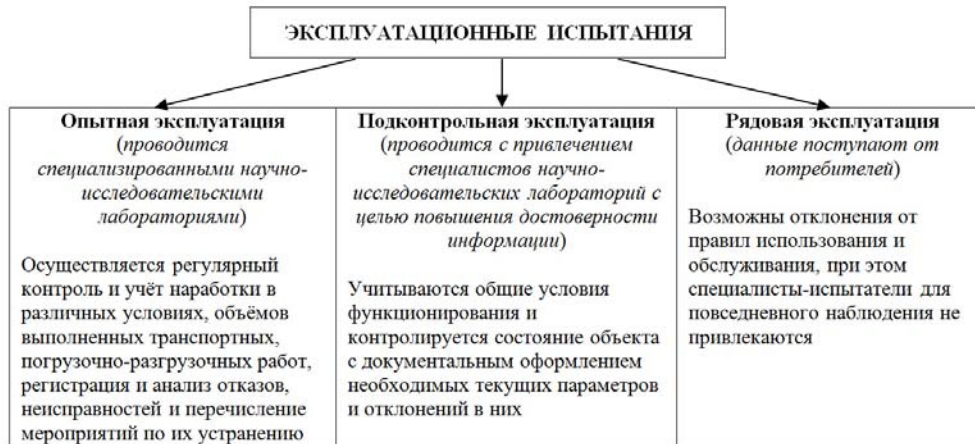 ЭКСПЛУАТАЦИОННЫЕ ИСПЫТАНИЯ
Опытная эксплуатация
(проводится
специализированными научно-
исследовательскими
лабораториями)
Осуществляется регулярный
контроль и учёт наработки в
различных условиях, объёмов
выполненных транспортных,
погрузочно-разгрузочных работ,
регистрация и анализ отказов,
неисправностей и перечисление
мероприятий по их устранению
Подконтрольная эксплуатация
(проводится с привлечением
специалистов научно-
исследовательских лабораторий с
целью повышения достоверности
информации)
Учитываются общие условия
функционирования и
контролируется состояние объекта
с документальным оформлением
необходимых текущих параметров
и отклонений в них
Рядовая эксплуатация
(данные поступают от
потребителей)
Возможны отклонения от
правил использования и
обслуживания, при этом
специалисты-испытатели для
повседневного наблюдения не
привлекаются